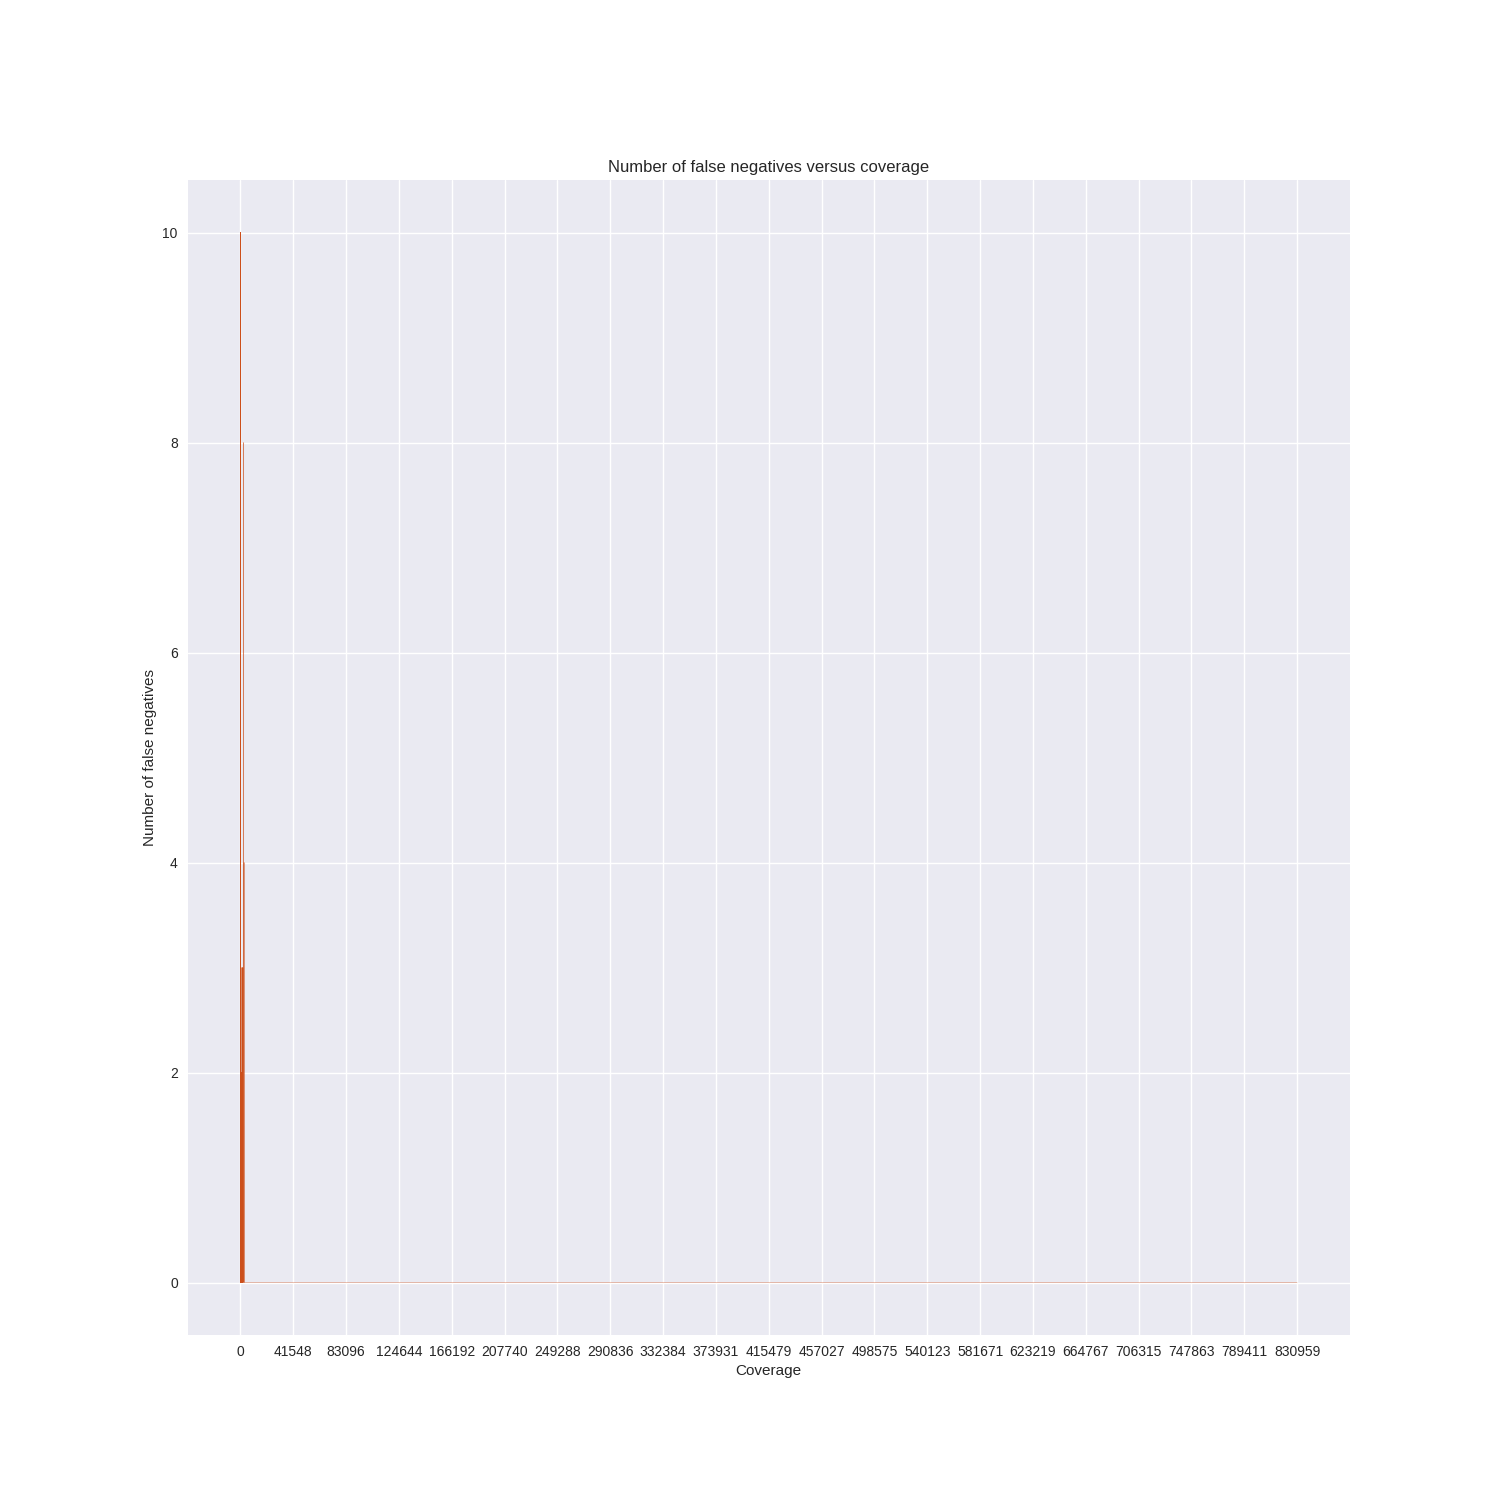 Number of false negatives versus coverage
10
8
6
4
2
0
Number of false negatives
0 41548 83096 124644 166192 207740 249288 290836 332384 373931 415479 457027 498575 540123 581671 623219 664767 706315 747863 789411 830959
Coverage